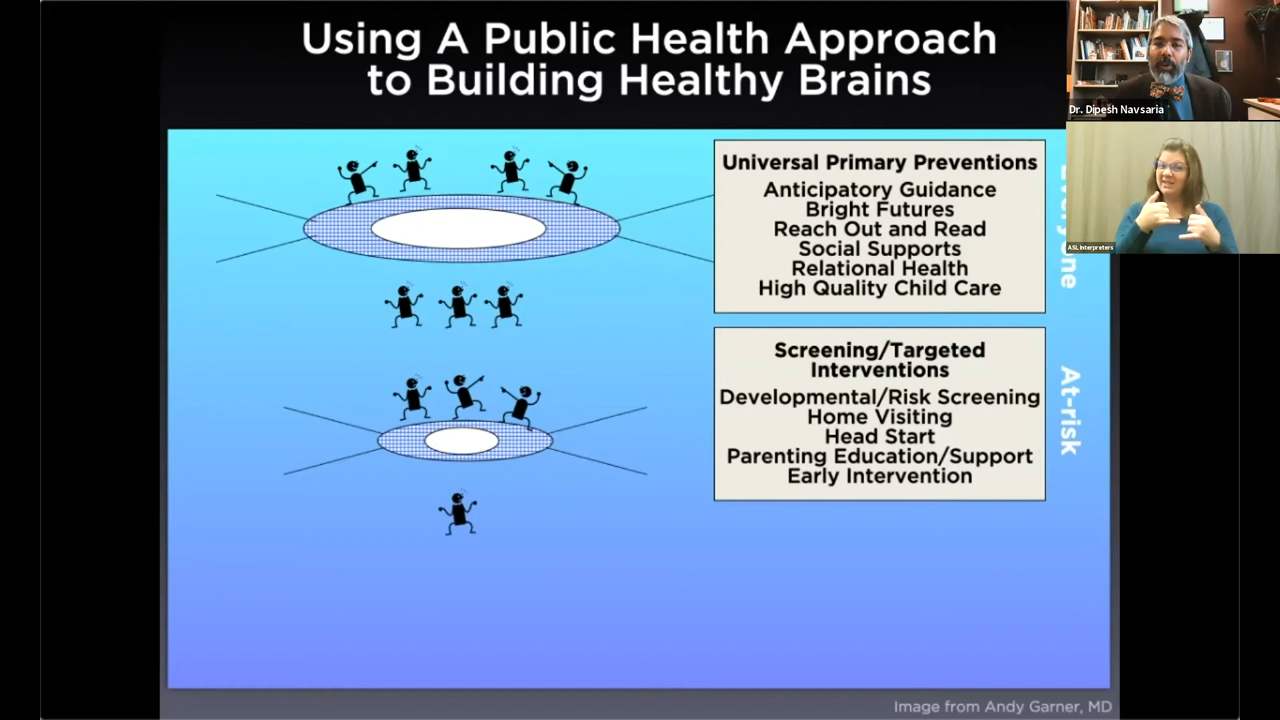 Using A Public Health Approach
to Building Healthy Brains
Universal Primary Preventions
Anticipatory Guidance
Bright Futures
Reach Out and Read
Social Supports
Relational Health
High Quality Child Care
Screening/Targeted
Interventions
Developmental/Risk Screening
Home Visiting
Head Start
Parenting Education/Support
Early Intervention
At-risk
Image from Andy Garner, MD
Dr. Dipesh Navsaria
ASL Interpreters